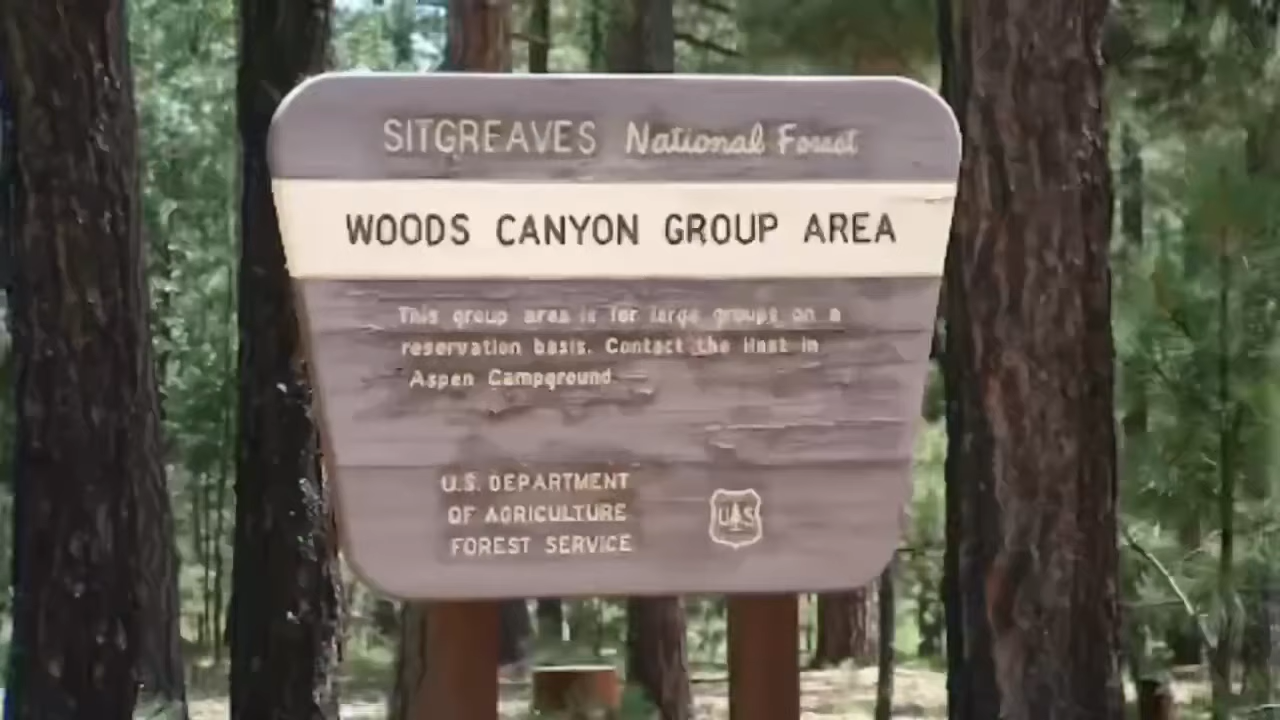 SITGREAVES National Forest
WOODS CANYON GROUP AREA
This group area is for large groups on a
reservation basis. Contact the Host in
Aspen Campground
U.S. DEPARTMENT
OF AGRICULTURE
FOREST SERVICE
U S